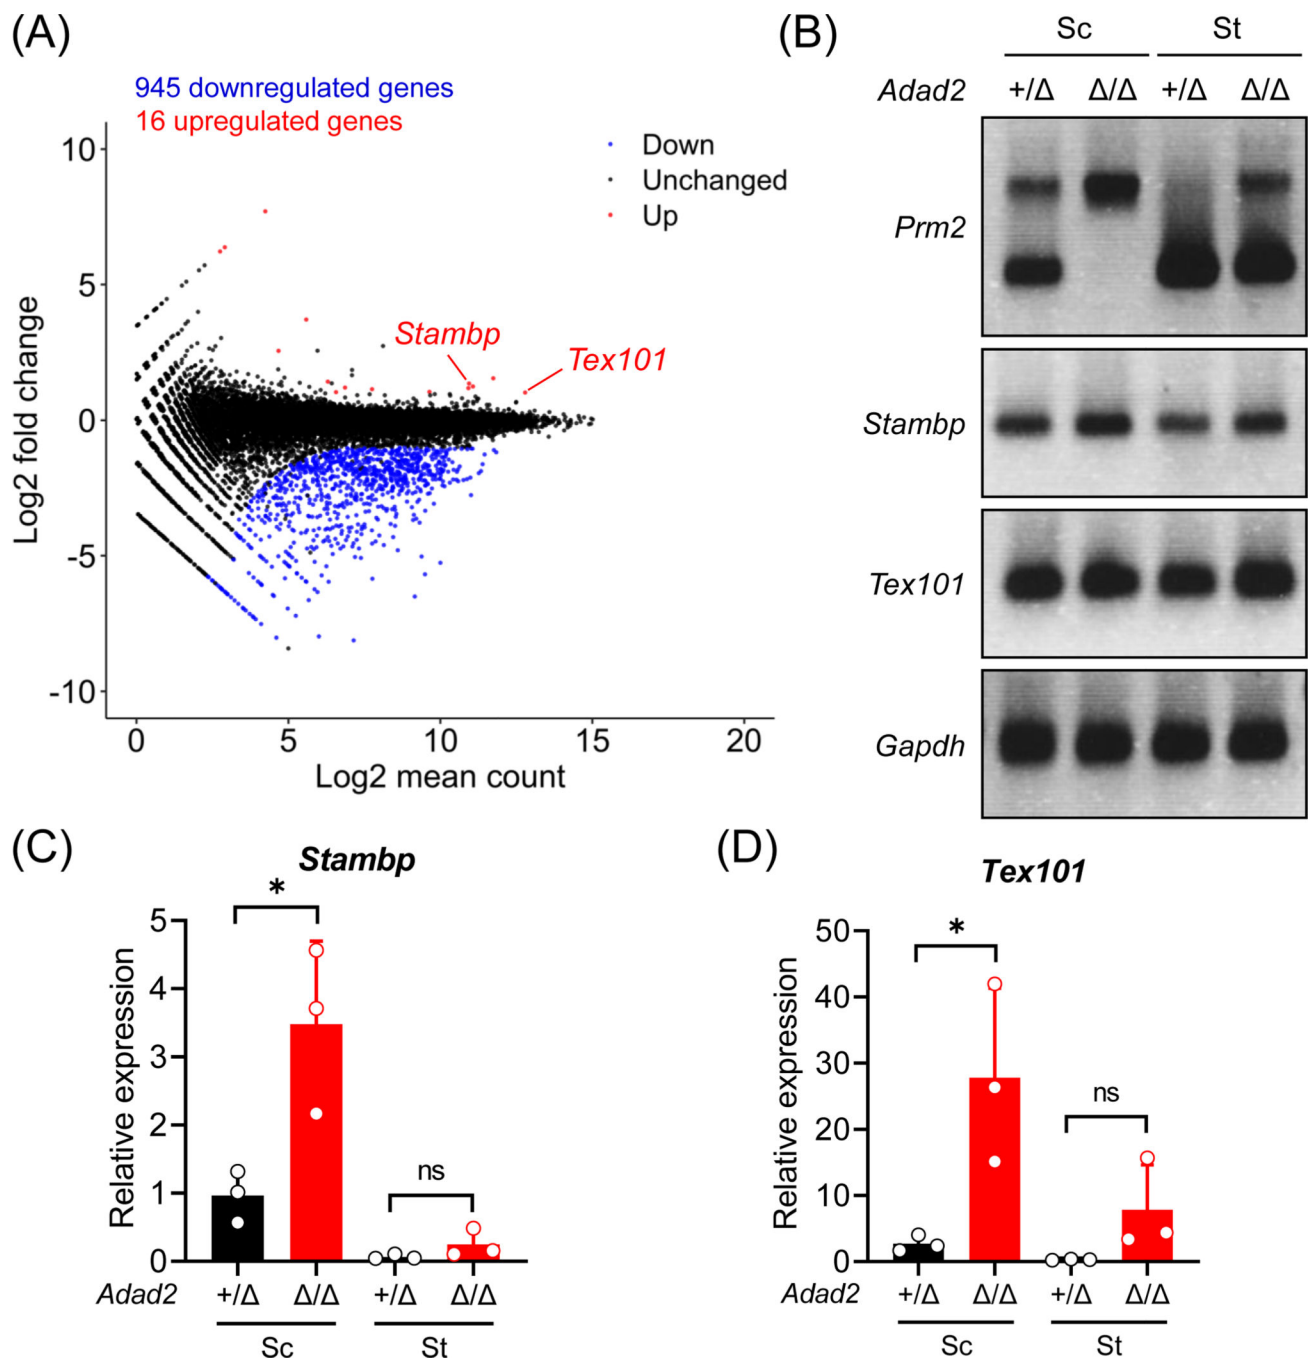 (A)
945 downregulated genes
16 upregulated genes
Down
Unchanged
Up
Stambp
Tex101
10
5
0
-5
-10
Log2 fold change
0 5 10 15 20
Log2 mean count
(B)
Sc St
Adad2 +/Δ Δ/Δ +/Δ Δ/Δ
Prm2
Stambp
Tex101
Gapdh
(C)
Stambp
*
ns
5
4
3
2
1
0
Relative expression
Adad2 +/Δ Δ/Δ +/Δ Δ/Δ
Sc St
(D)
Tex101
*
ns
50
40
30
20
10
0
Relative expression
Adad2 +/Δ Δ/Δ +/Δ Δ/Δ
Sc St